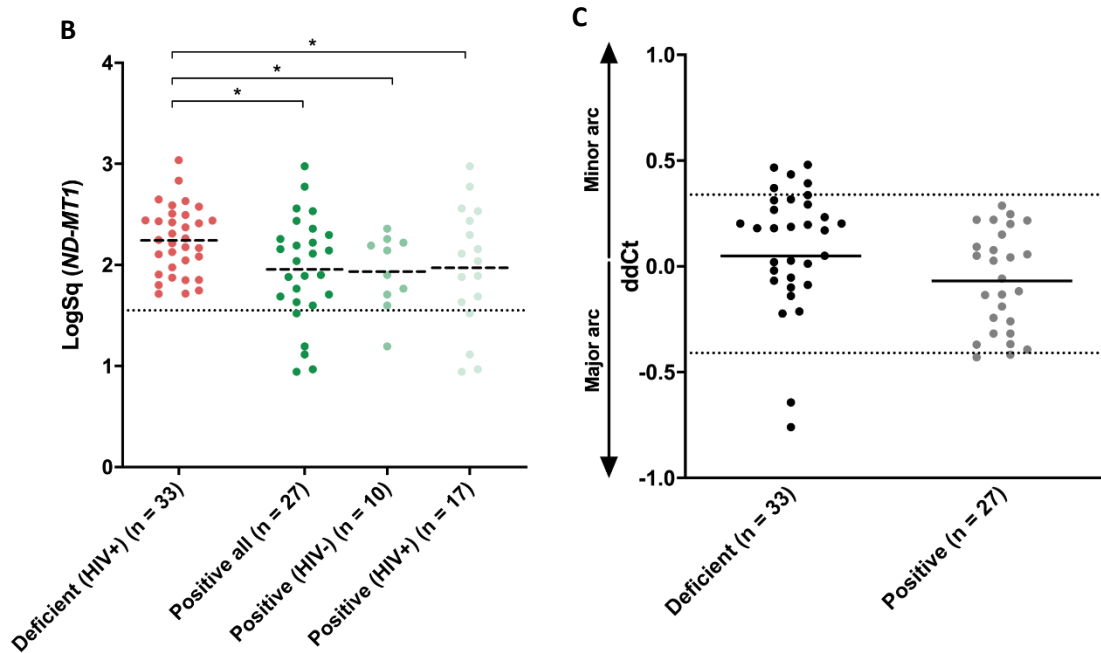 B
*
*
*
4
3
2
1
0
LogSq (ND-MT1)
Deficient (HIV+) (n = 33)
Positive all (n = 27)
Positive (HIV-) (n = 10)
Positive (HIV+) (n = 17)
C
1.0
0.5
0.0
-0.5
-1.0
Minor arc
Major arc
ddCt
Deficient (n = 33)
Positive (n = 27)